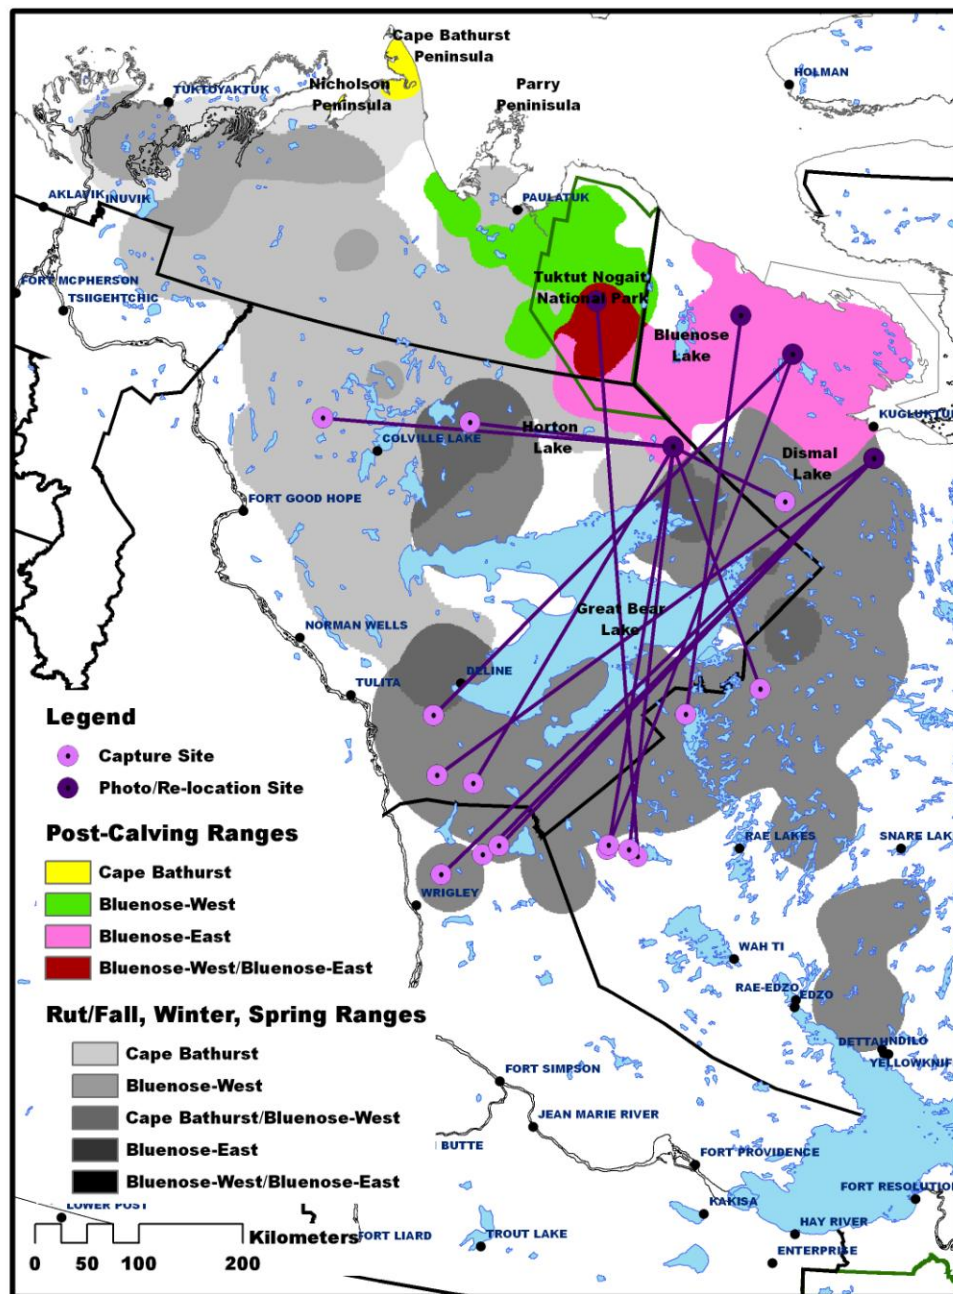 Cape Bathurst
Peninsula
Nicholson
Penpsula
Parry
Peninisula
HOLMAN
TUKTOYAKTUK
AKLAVIK
INUVIK
PAULATUK
FORT MCPHERSON
TSIIGEHTCHIC
Tuktut Nogait
National Park
Bluenose
Lake
KUGLUKTUK
Horton
Lake
COLVILLE LAKE
Dismal
Lake
FORT GOOD HOPE
Great Bear
Lake
NORMAN WELLS
DELINE
TULITA
Legend
Capture Site
Photo/Re-location Site
Post-Calving Ranges
Cape Bathurst
Bluenose-West
Bluenose-East
Bluenose-West/Bluenose-East
RAE LAKES
SNARE LAK
WRIGLEY
WAH TI
RAE-EDZO
EDZO
Rut/Fall, Winter, Spring Ranges
Cape Bathurst
Bluenose-West
Cape Bathurst/Bluenose-West
Bluenose-East
Bluenose-West/Bluenose-East
DETTAHNDILO
YELLOWKNIF
FORT SIMPSON
JEAN MARIE RIVER
BUTTE
FORT PROVIDENCE
FORT RESOLUTION
KAKISA
HAY RIVER
ENTERPRISE
LOWER POST
Kilometers
FORT LIARD
TROUT LAKE
0 50 100 200